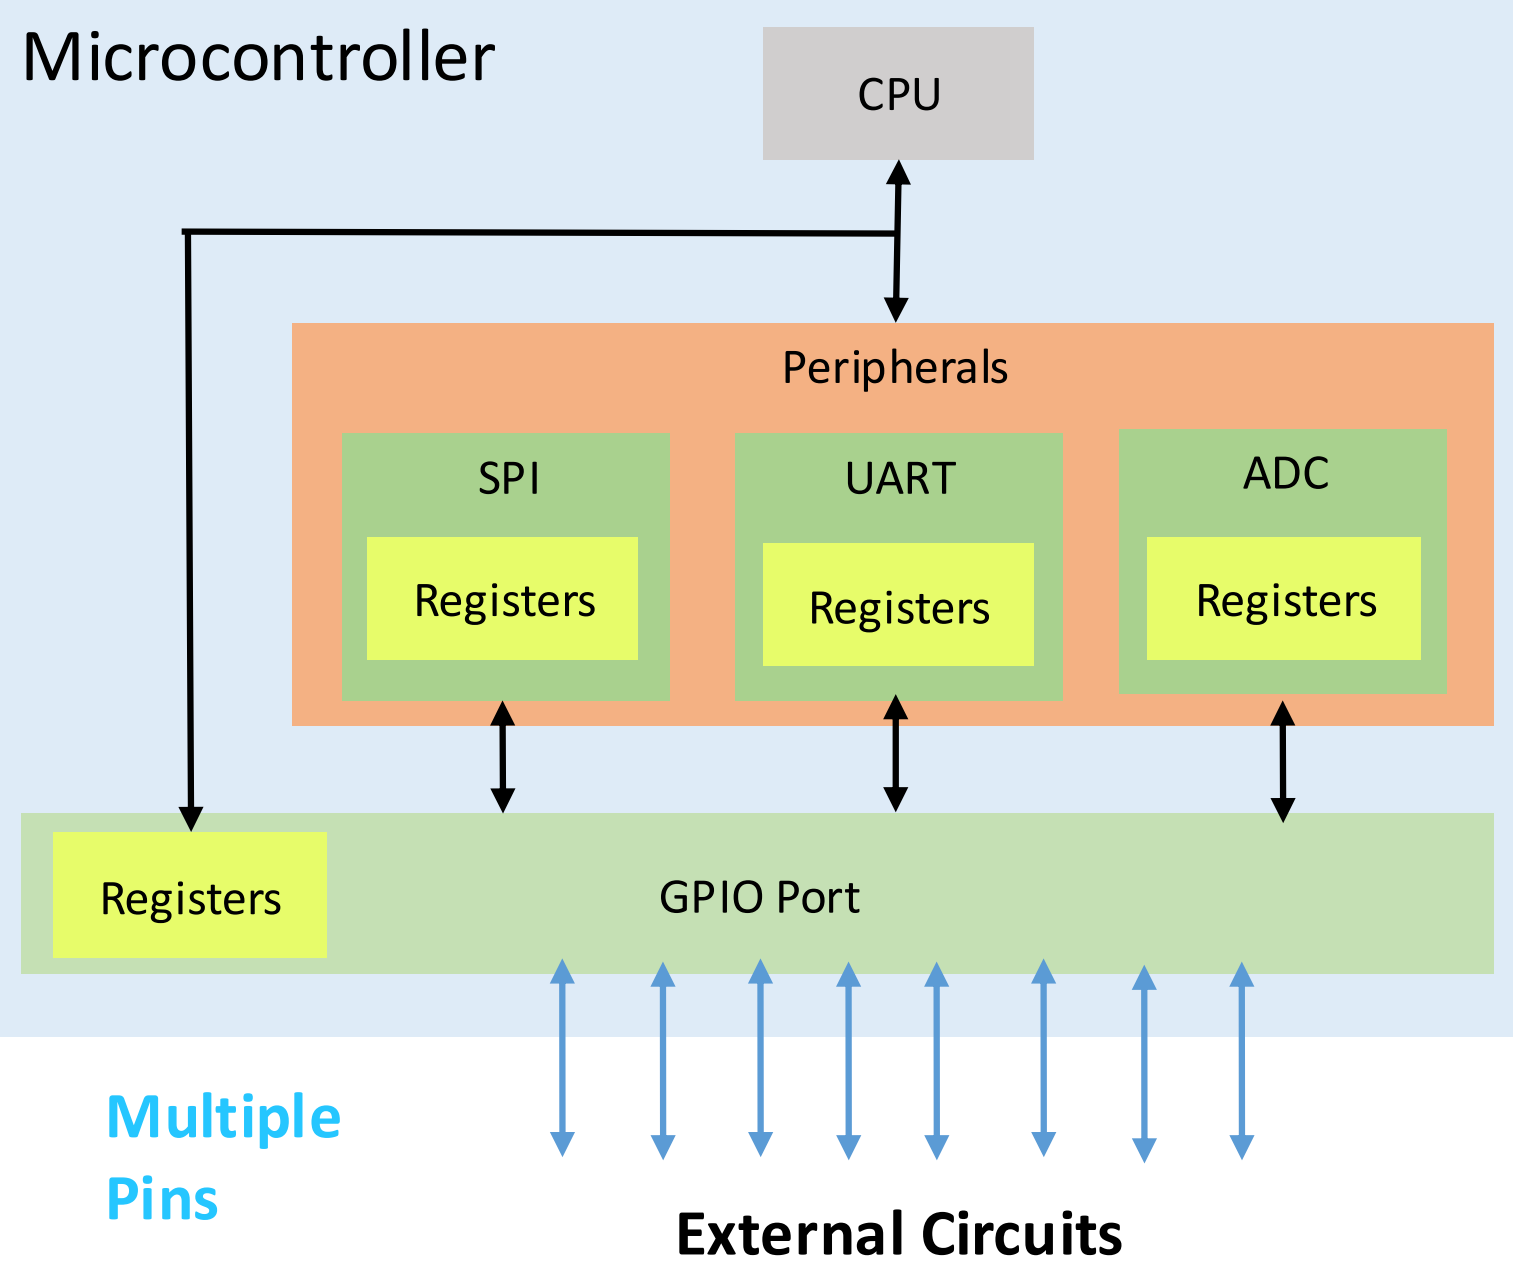 Microcontroller
CPU
Peripherals
SPI
UART
ADC
Registers
Registers
Registers
Registers
GPIO Port
Multiple
Pins
External Circuits